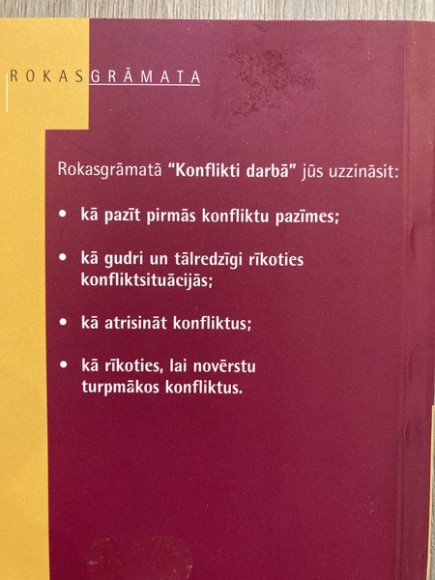 ROKASGRĀMATA
Rokasgrāmatā “Konflikti darbā” jūs uzzināsit:
• kā pazīt pirmās konfliktu pazīmes;
• kā gudri un tālredzīgi rīkoties
konfliktsituācijās;
• kā atrisināt konfliktus;
• kā rīkoties, lai novērstu
turpmākos konfliktus.